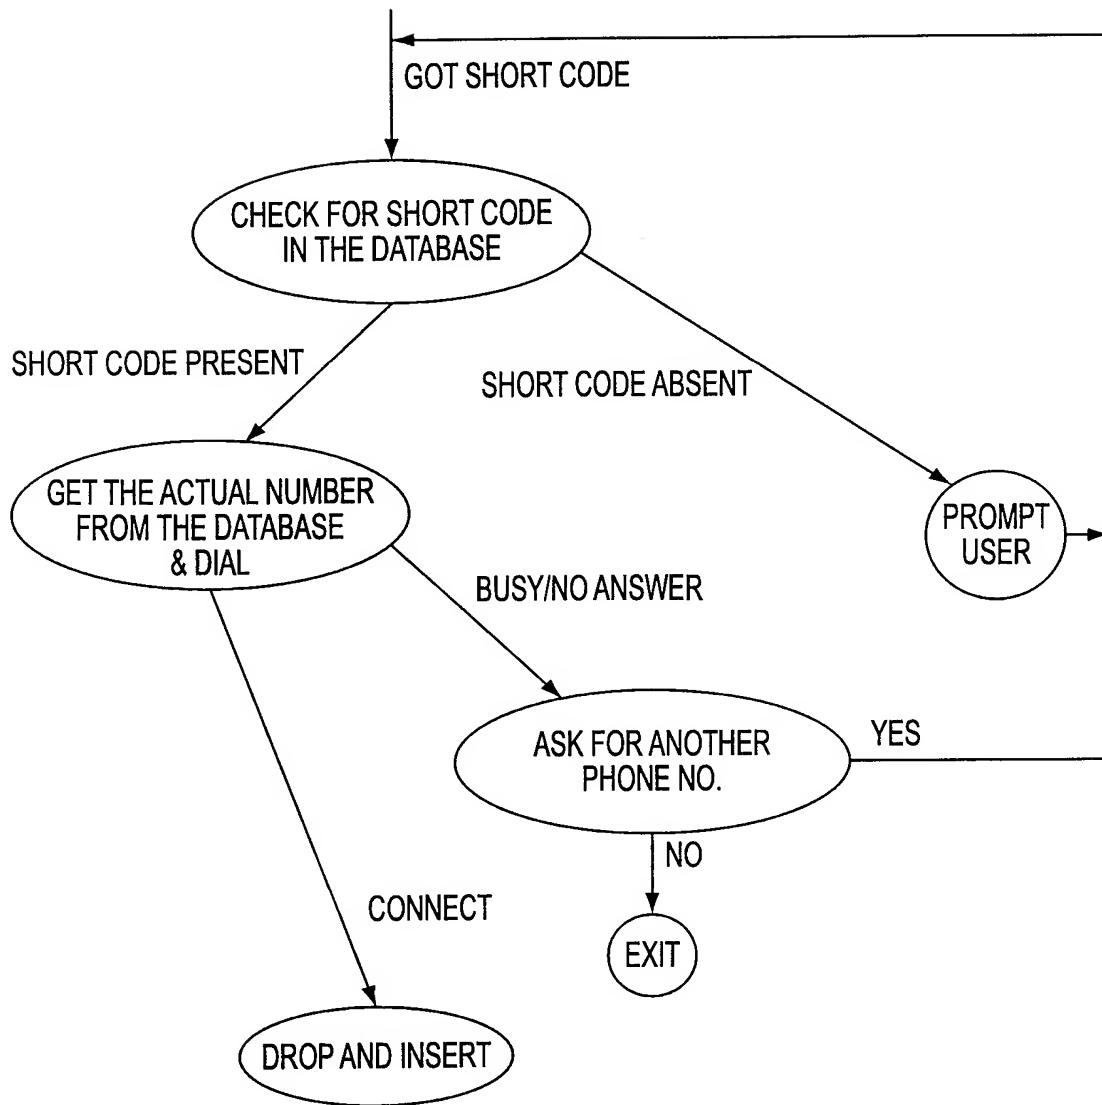 GOT SHORT CODE
CHECK FOR SHORT CODE
IN THE DATABASE
SHORT CODE PRESENT
SHORT CODE ABSENT
GET THE ACTUAL NUMBER
FROM THE DATABASE
& DIAL
PROMPT
USER
BUSY/NO ANSWER
ASK FOR ANOTHER
PHONE NO.
YES
NO
CONNECT
EXIT
DROP AND INSERT